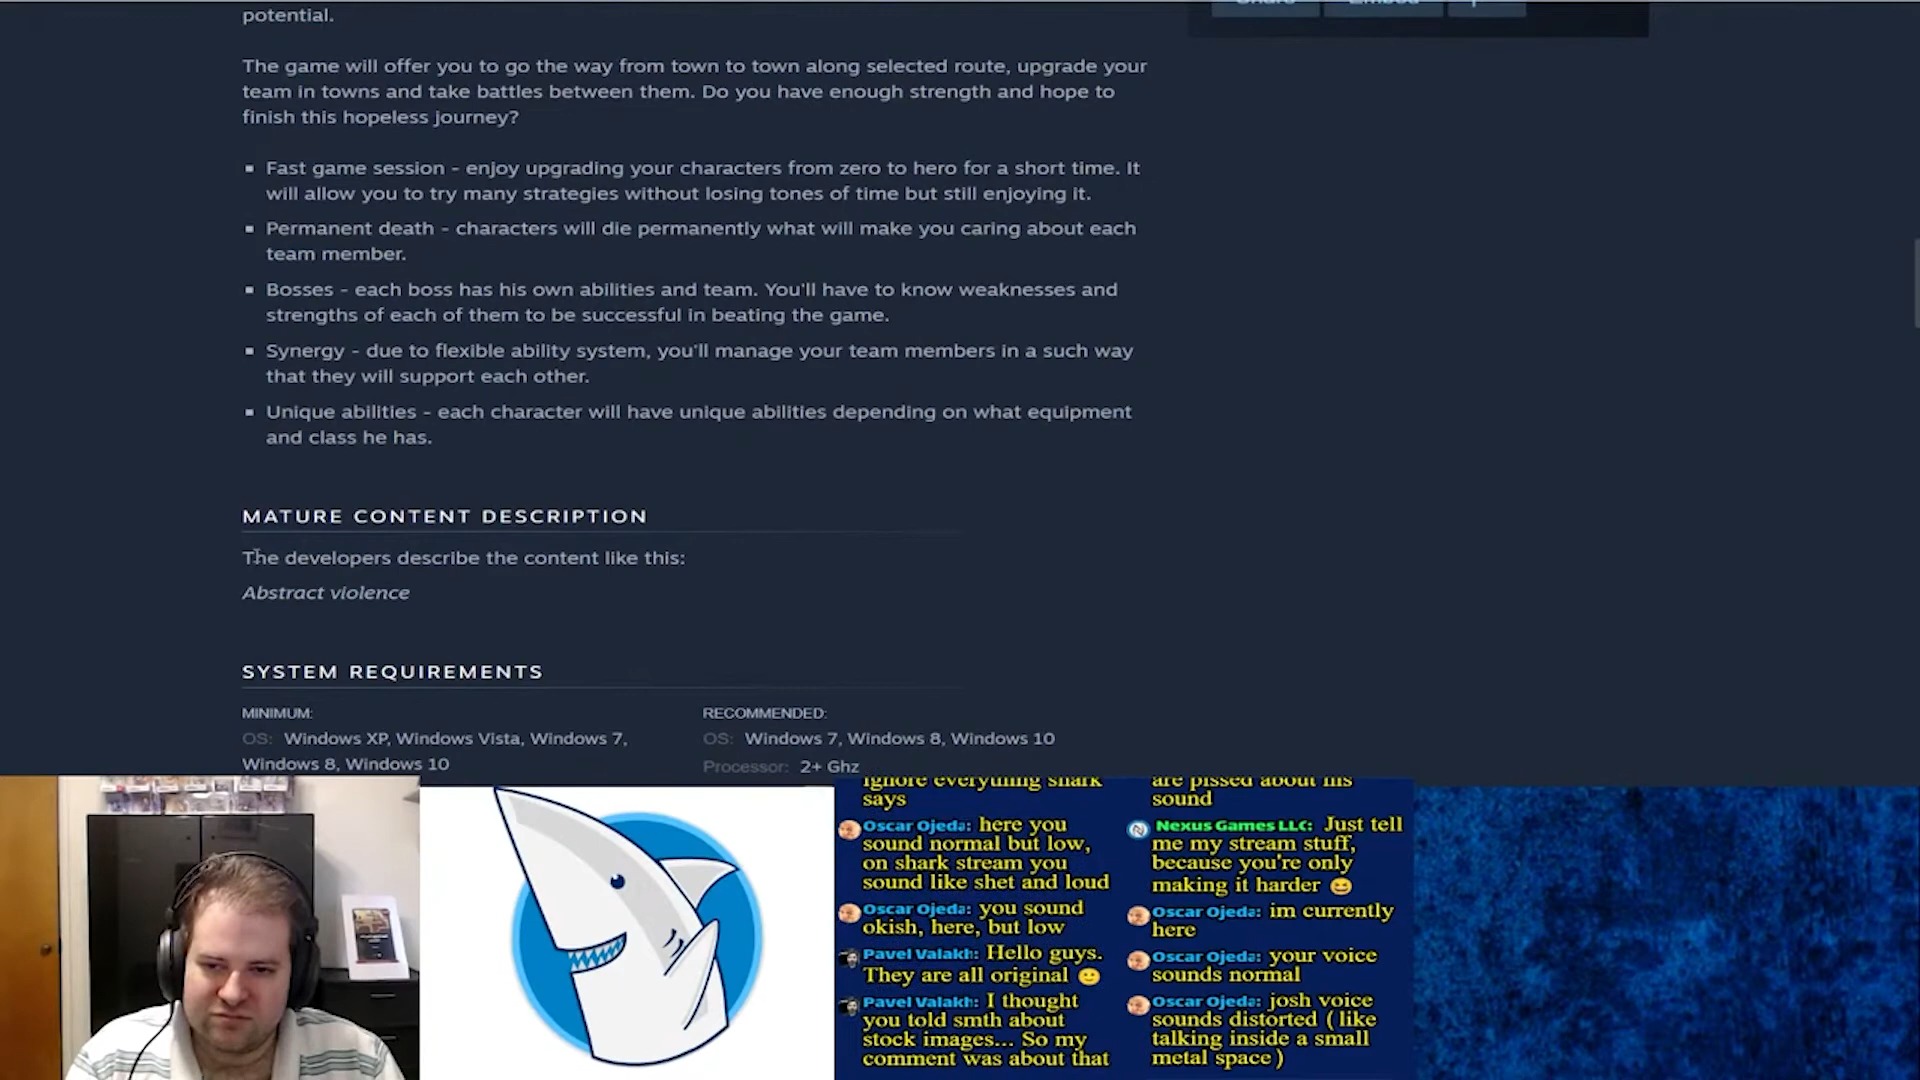 potential.
The game will offer you to go the way from town to town along selected route, upgrade your
team in towns and take battles between them. Do you have enough strength and hope to
finish this hopeless journey?
Fast game session - enjoy upgrading your characters from zero to hero for a short time. It
will allow you to try many strategies without losing tones of time but still enjoying it.
Permanent death - characters will die permanently what will make you caring about each
team member.
Bosses - each boss has his own abilities and team. You'll have to know weaknesses and
strengths of each of them to be successful in beating the game.
Synergy - due to flexible ability system, you'll manage your team members in a such way
that they will support each other.
Unique abilities - each character will have unique abilities depending on what equipment
and class he has.
MATURE CONTENT DESCRIPTION
The developers describe the content like this:
Abstract violence
SYSTEM REQUIREMENTS
MINIMUM:
OS: Windows XP, Windows Vista, Windows 7,
Windows 8, Windows 10
RECOMMENDED:
OS: Windows 7, Windows 8, Windows 10
Processor: 2+ Ghz
ignore everything shark
says
Oscar Ojeda: here you
sound normal but low,
on shark stream you
sound like shet and loud
Oscar Ojeda: you sound
okish, here, but low
Pavel Valakh: Hello guys.
They are all original 🙂
Pavel Valakh: I thought
you told smth about
stock images... So my
comment was about that
are pissed about his
sound
Nexus Games LLC: Just tell
me my stream stuff,
because you're only
making it harder 😆
Oscar Ojeda: im currently
here
Oscar Ojeda: your voice
sounds normal
Oscar Ojeda: josh voice
sounds distorted ( like
talking inside a small
metal space )